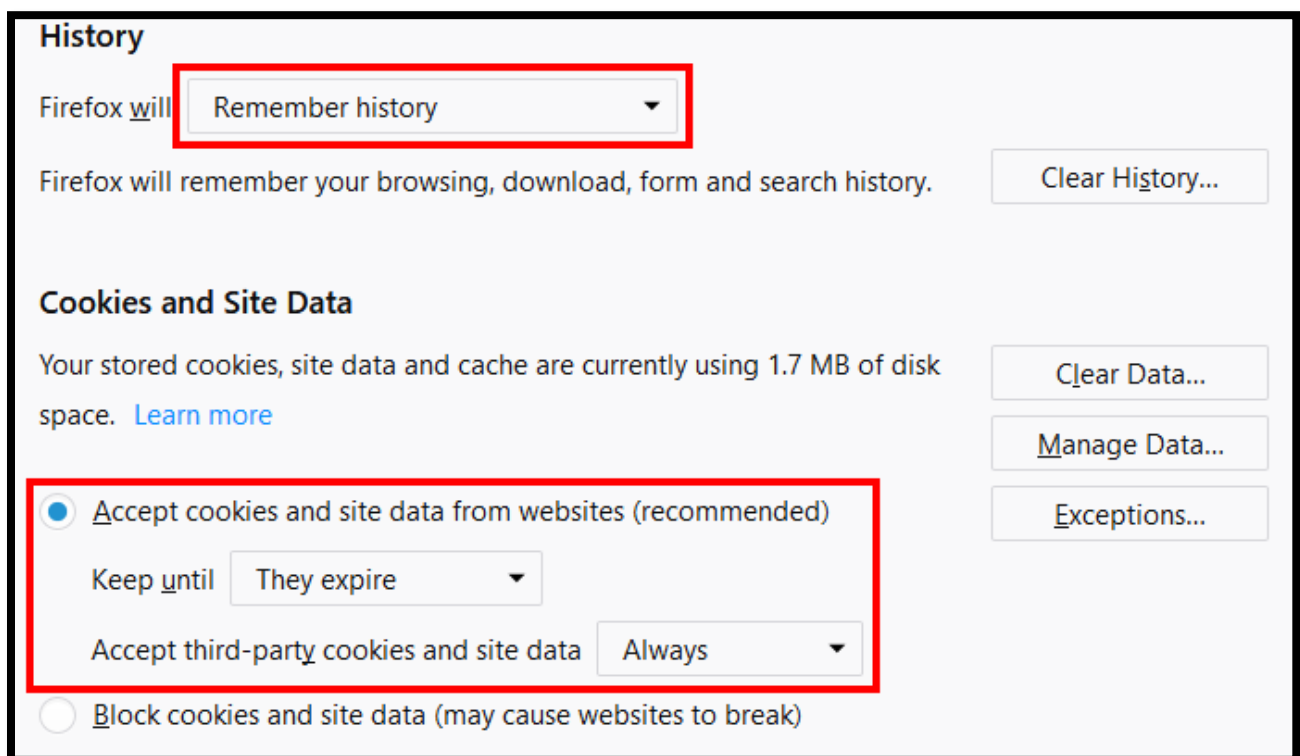 History
Firefox will Remember history
Firefox will remember your browsing, download, form and search history. Clear History...
Cookies and Site Data
Your stored cookies, site data and cache are currently using 1.7 MB of disk
space. Learn more
Clear Data...
Manage Data...
Accept cookies and site data from websites (recommended)
Exceptions...
Keep until They expire
Accept third-party cookies and site data Always
Block cookies and site data (may cause websites to break)